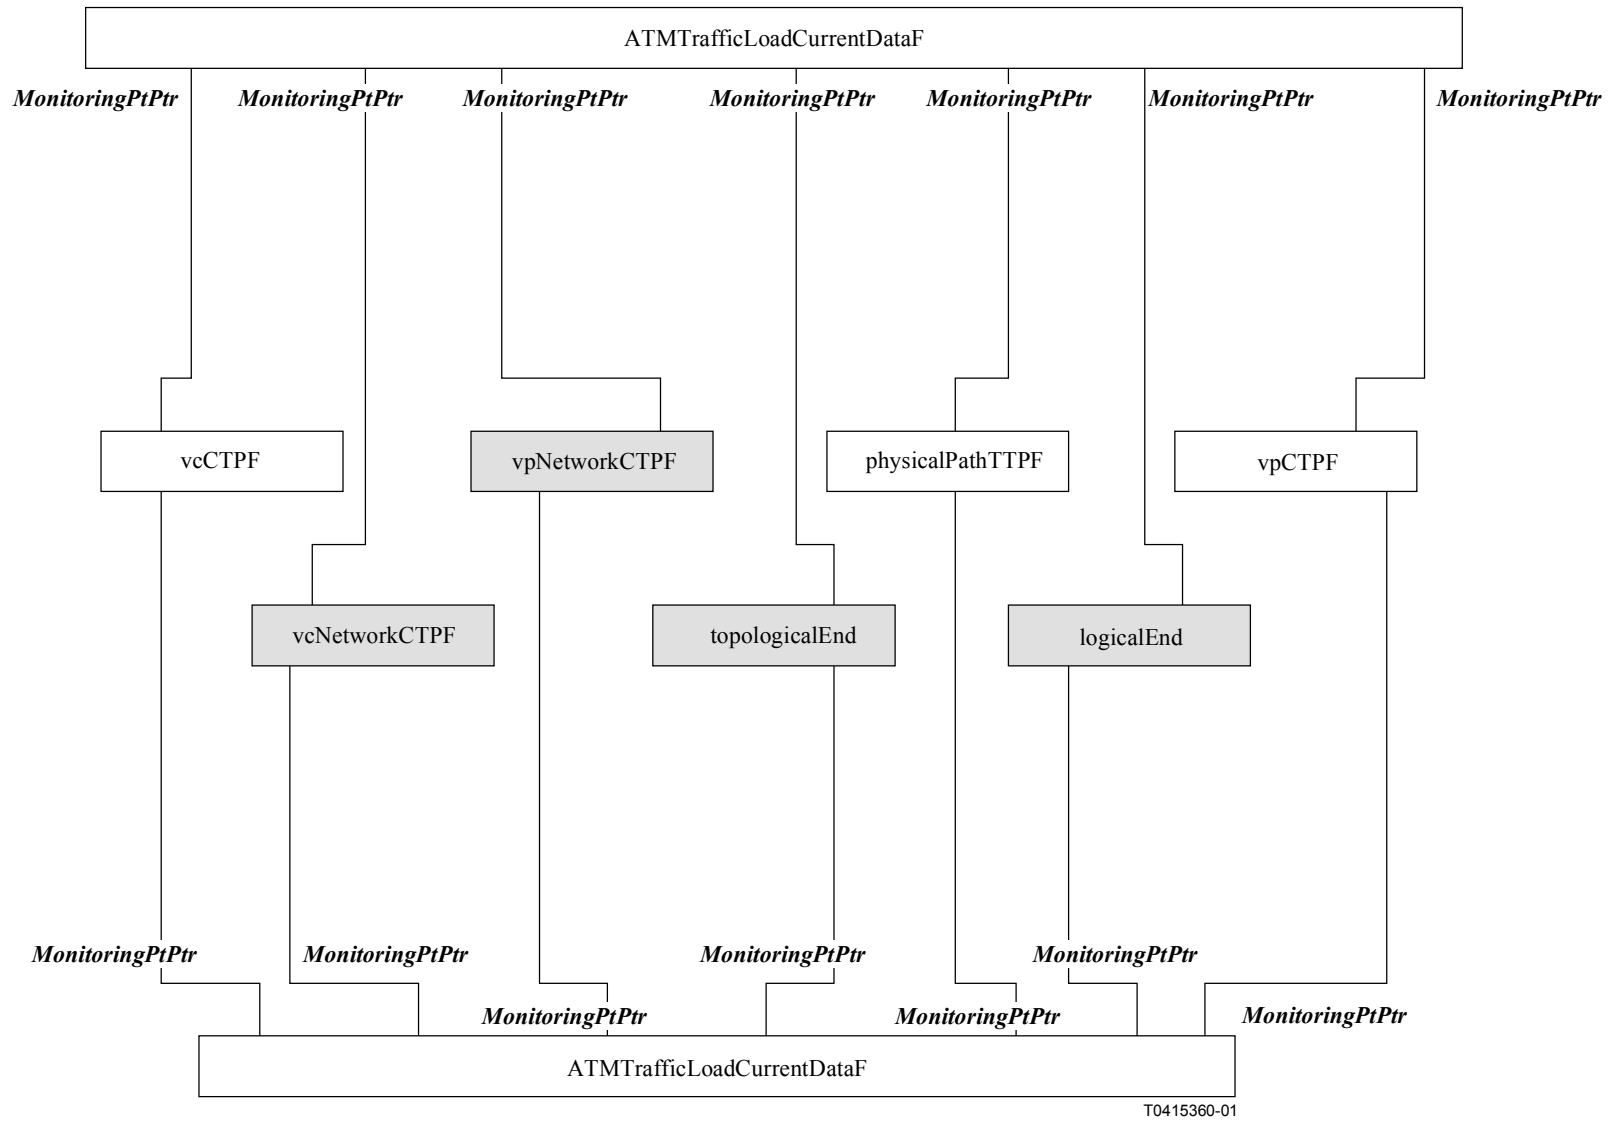 ATMTrafficLoadCurrentDataF
MonitoringPtPtr MonitoringPtPtr MonitoringPtPtr MonitoringPtPtr MonitoringPtPtr MonitoringPtPtr MonitoringPtPtr
vcCTPF vpNetworkCTPF physicalPathTTPF vpCTPF
vcNetworkCTPF topologicalEnd logicalEnd
MonitoringPtPtr MonitoringPtPtr MonitoringPtPtr MonitoringPtPtr
MonitoringPtPtr MonitoringPtPtr MonitoringPtPtr
ATMTrafficLoadCurrentDataF
T0415360-01